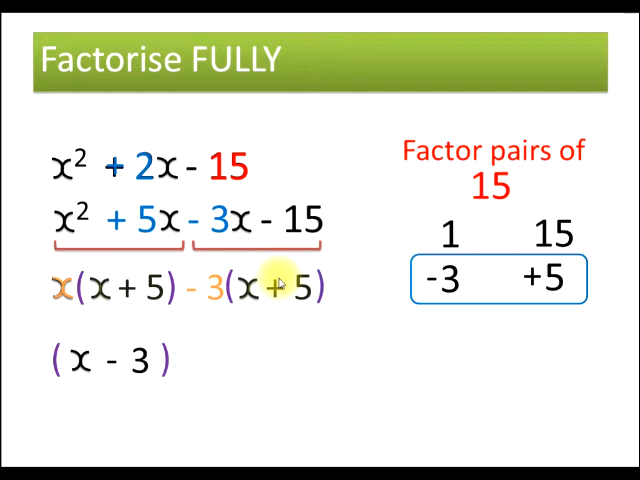 Factorise FULLY
x² + 2x - 15
x² + 5x - 3x - 15
x(x + 5) - 3(x + 5)
(x - 3)
Factor pairs of
15
1 15
-3 +5